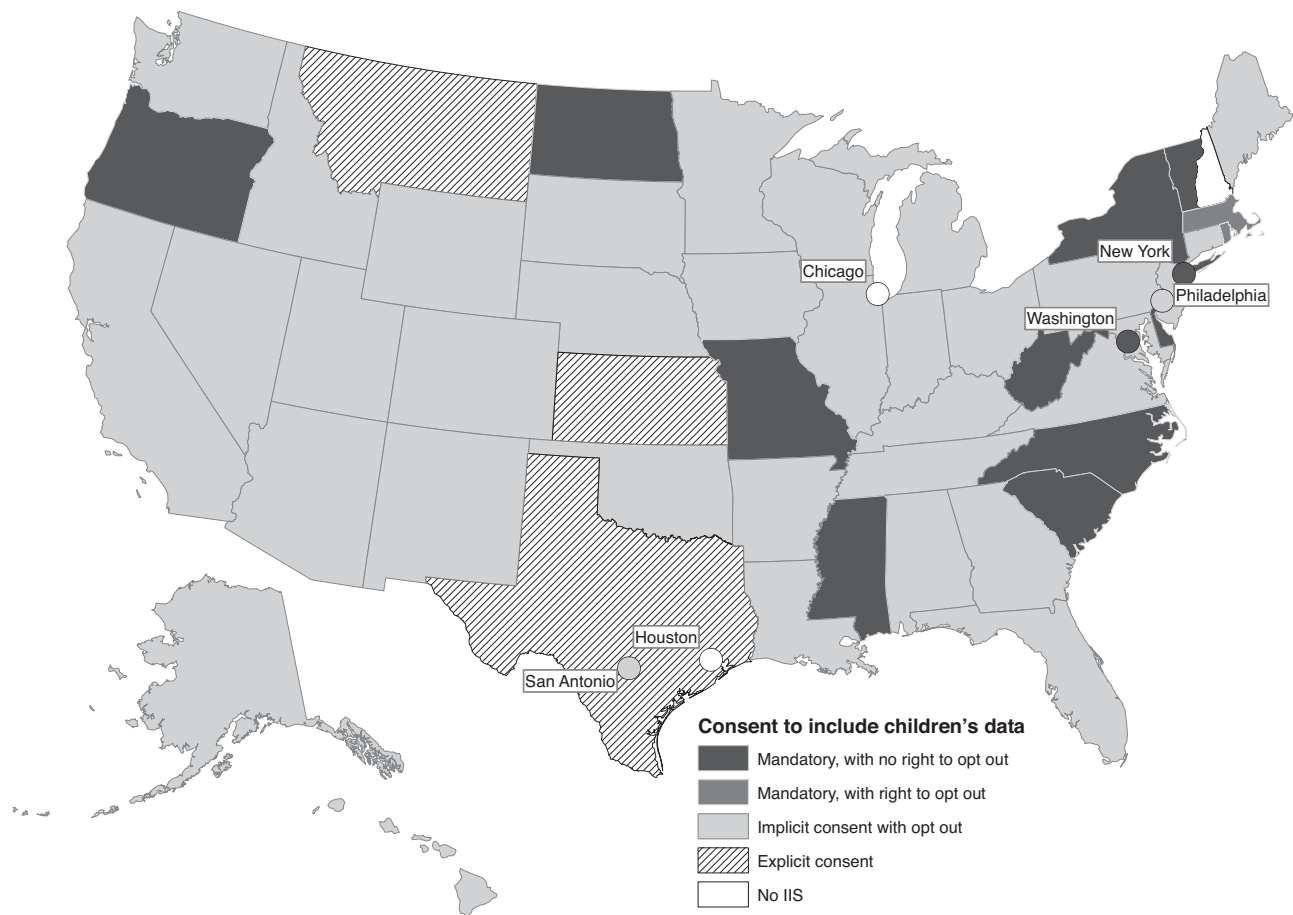 New York
Chicago
Philadelphia
Washington
Houston
San Antonio
Consent to include children’s data
Mandatory, with no right to opt out
Mandatory, with right to opt out
Implicit consent with opt out
Explicit consent
No IIS